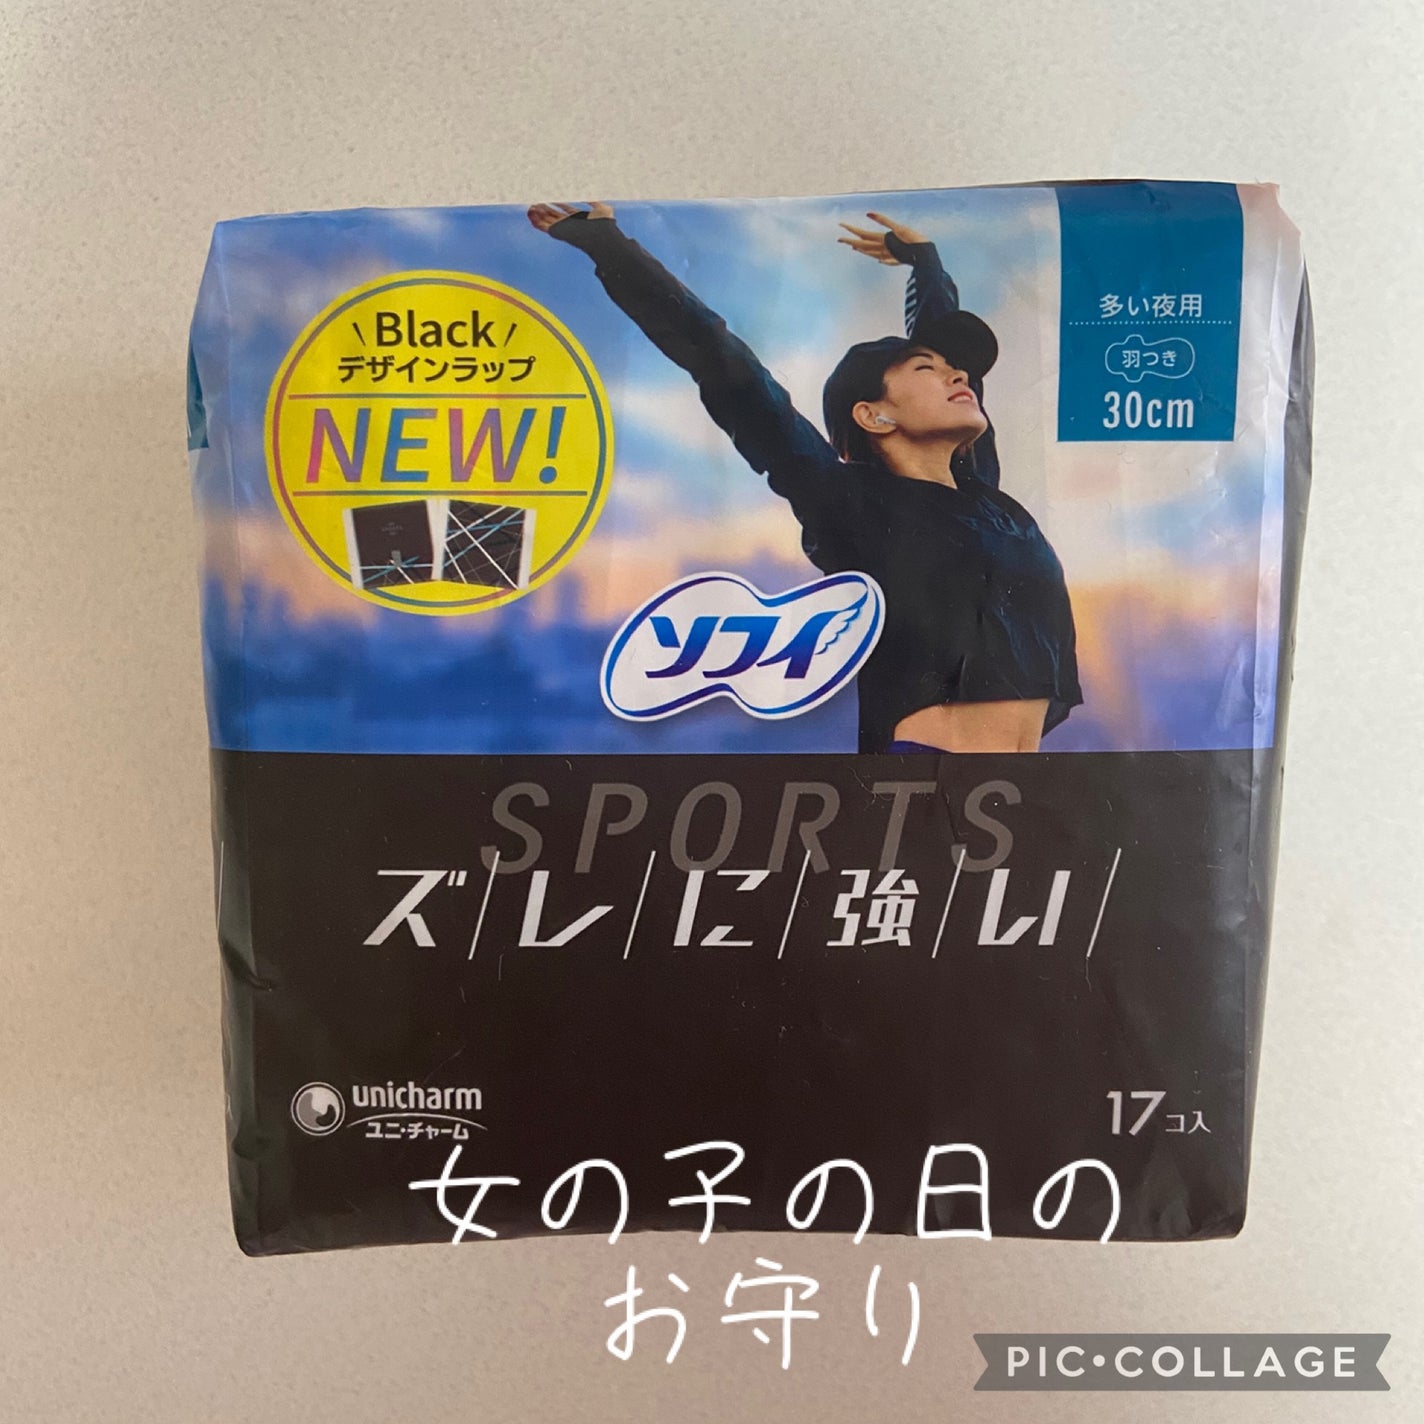 Black
デザインラップ
NEW!
多い夜用
羽つき
30cm
ソフィ
SPORTS
ズレに強い
unicharm
ユニ・チャーム
17コ入
女の子の日の
お守り
PIC•COLLAGE